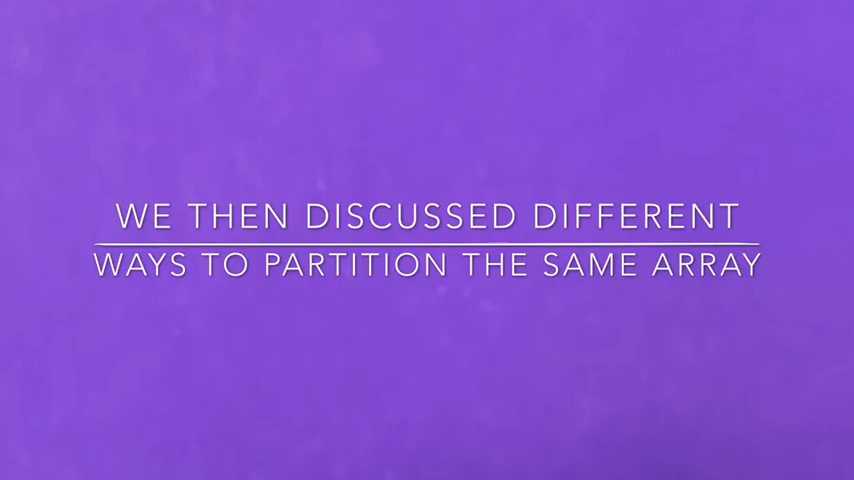 WE THEN DISCUSSED DIFFERENT
WAYS TO PARTITION THE SAME ARRAY